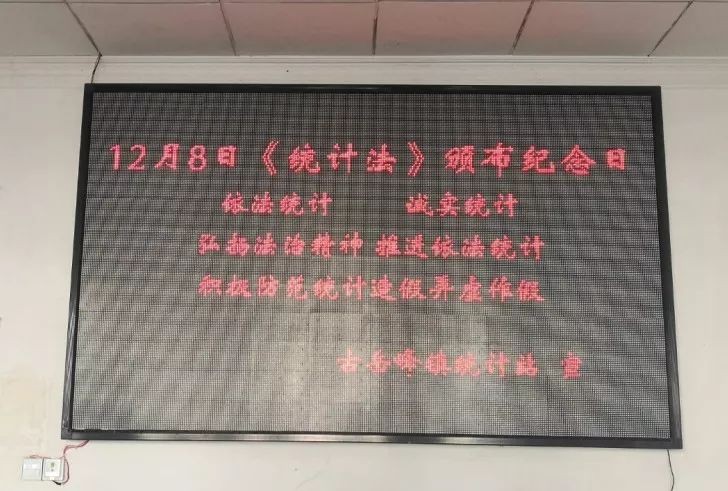 12月8日《统计法》颁布纪念日
依法统计 诚实统计
弘扬法治精神 推进依法统计
积极防范统计造假弄虚作假
古岳峰镇统计站 宣